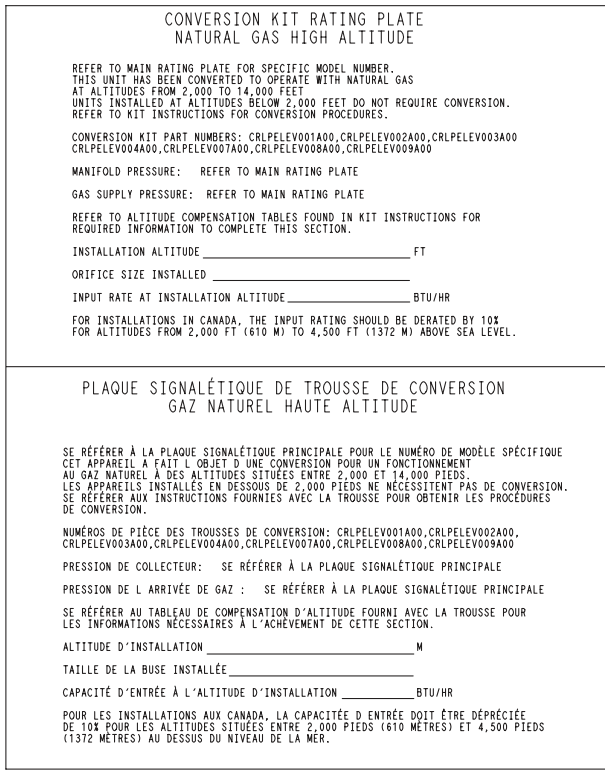 CONVERSION KIT RATING PLATE
NATURAL GAS HIGH ALTITUDE
REFER TO MAIN RATING PLATE FOR SPECIFIC MODEL NUMBER.
THIS UNIT HAS BEEN CONVERTED TO OPERATE WITH NATURAL GAS
AT ALTITUDES FROM 2,000 TO 14,000 FEET
UNITS INSTALLED AT ALTITUDES BELOW 2,000 FEET DO NOT REQUIRE CONVERSION.
REFER TO KIT INSTRUCTIONS FOR CONVERSION PROCEDURES.
CONVERSION KIT PART NUMBERS: CRLPELEV001A00,CRLPELEV002A00,CRLPELEV003A00
CRLPELEV004A00,CRLPELEV007A00,CRLPELEV008A00,CRLPELEV009A00
MANIFOLD PRESSURE: REFER TO MAIN RATING PLATE
GAS SUPPLY PRESSURE: REFER TO MAIN RATING PLATE
REFER TO ALTITUDE COMPENSATION TABLES FOUND IN KIT INSTRUCTIONS FOR
REQUIRED INFORMATION TO COMPLETE THIS SECTION.
INSTALLATION ALTITUDE ______ FT
ORIFICE SIZE INSTALLED ______
INPUT RATE AT INSTALLATION ALTITUDE ______ BTU/HR
FOR INSTALLATIONS IN CANADA, THE INPUT RATING SHOULD BE DERATED BY 10%
FOR ALTITUDES FROM 2,000 FT (610 M) TO 4,500 FT (1372 M) ABOVE SEA LEVEL.
PLAQUE SIGNALÉTIQUE DE TROUSSE DE CONVERSION
GAZ NATUREL HAUTE ALTITUDE
SE RÉFÉRER À LA PLAQUE SIGNALÉTIQUE PRINCIPALE POUR LE NUMÉRO DE MODÈLE SPÉCIFIQUE
CET APPAREIL A FAIT L OBJET D UNE CONVERSION POUR UN FONCTIONNEMENT
AU GAZ NATUREL À DES ALTITUDES SITUÉES ENTRE 2,000 ET 14,000 PIEDS.
LES APPAREILS INSTALLÉS EN DESSOUS DE 2,000 PIEDS NE NÉCESSITENT PAS DE CONVERSION.
SE RÉFÉRER AUX INSTRUCTIONS FOURNIES AVEC LA TROUSSE POUR OBTENIR LES PROCÉDURES
DE CONVERSION.
NUMÉROS DE PIÈCE DES TROUSSES DE CONVERSION: CRLPELEV001A00,CRLPELEV002A00,
CRLPELEV003A00,CRLPELEV004A00,CRLPELEV007A00,CRLPELEV008A00,CRLPELEV009A00
PRESSION DE COLLECTEUR: SE RÉFÉRER À LA PLAQUE SIGNALÉTIQUE PRINCIPALE
PRESSION DE L ARRIVÉE DE GAZ : SE RÉFÉRER À LA PLAQUE SIGNALÉTIQUE PRINCIPALE
SE RÉFÉRER AU TABLEAU DE COMPENSATION D'ALTITUDE FOURNI AVEC LA TROUSSE POUR
LES INFORMATIONS NÉCESSAIRES À L'ACHÈVEMENT DE CETTE SECTION.
ALTITUDE D'INSTALLATION ______ M
TAILLE DE LA BUSE INSTALLÉE ______
CAPACITÉ D'ENTRÉE À L'ALTITUDE D'INSTALLATION ______ BTU/HR
POUR LES INSTALLATIONS AUX CANADA, LA CAPACITÉE D ENTRÉE DOIT ÊTRE DÉPRÉCIÉE
DE 10% POUR LES ALTITUDES SITUÉES ENTRE 2,000 PIEDS (610 MÈTRES) ET 4,500 PIEDS
(1372 MÈTRES) AU DESSUS DU NIVEAU DE LA MER.